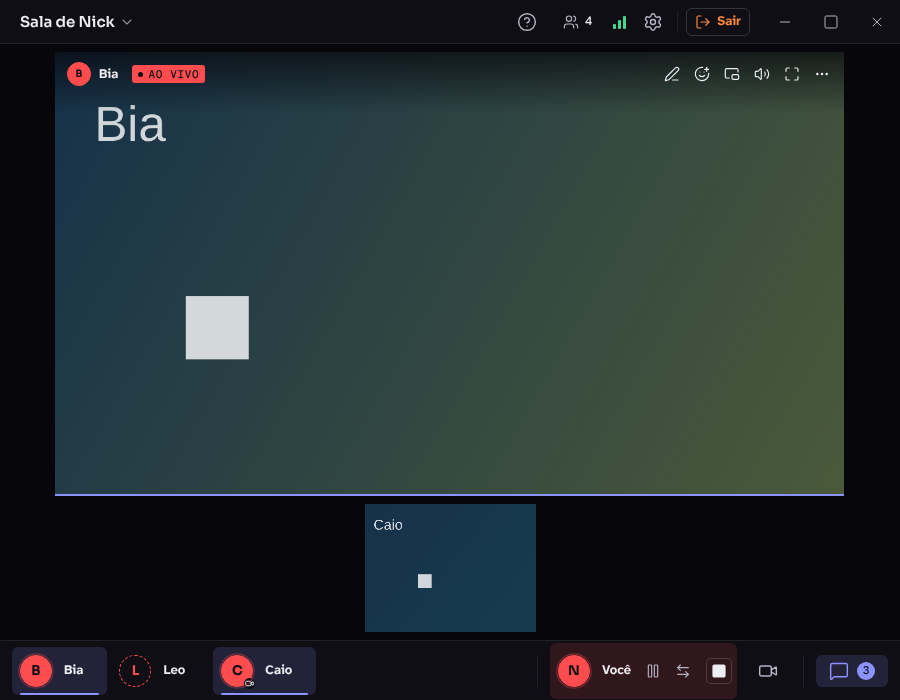 Sala de Nick
4
Sair
B
Bia
AO VIVO
Bia
Caio
B
Bia
L
Leo
C
Caio
N
Você
3